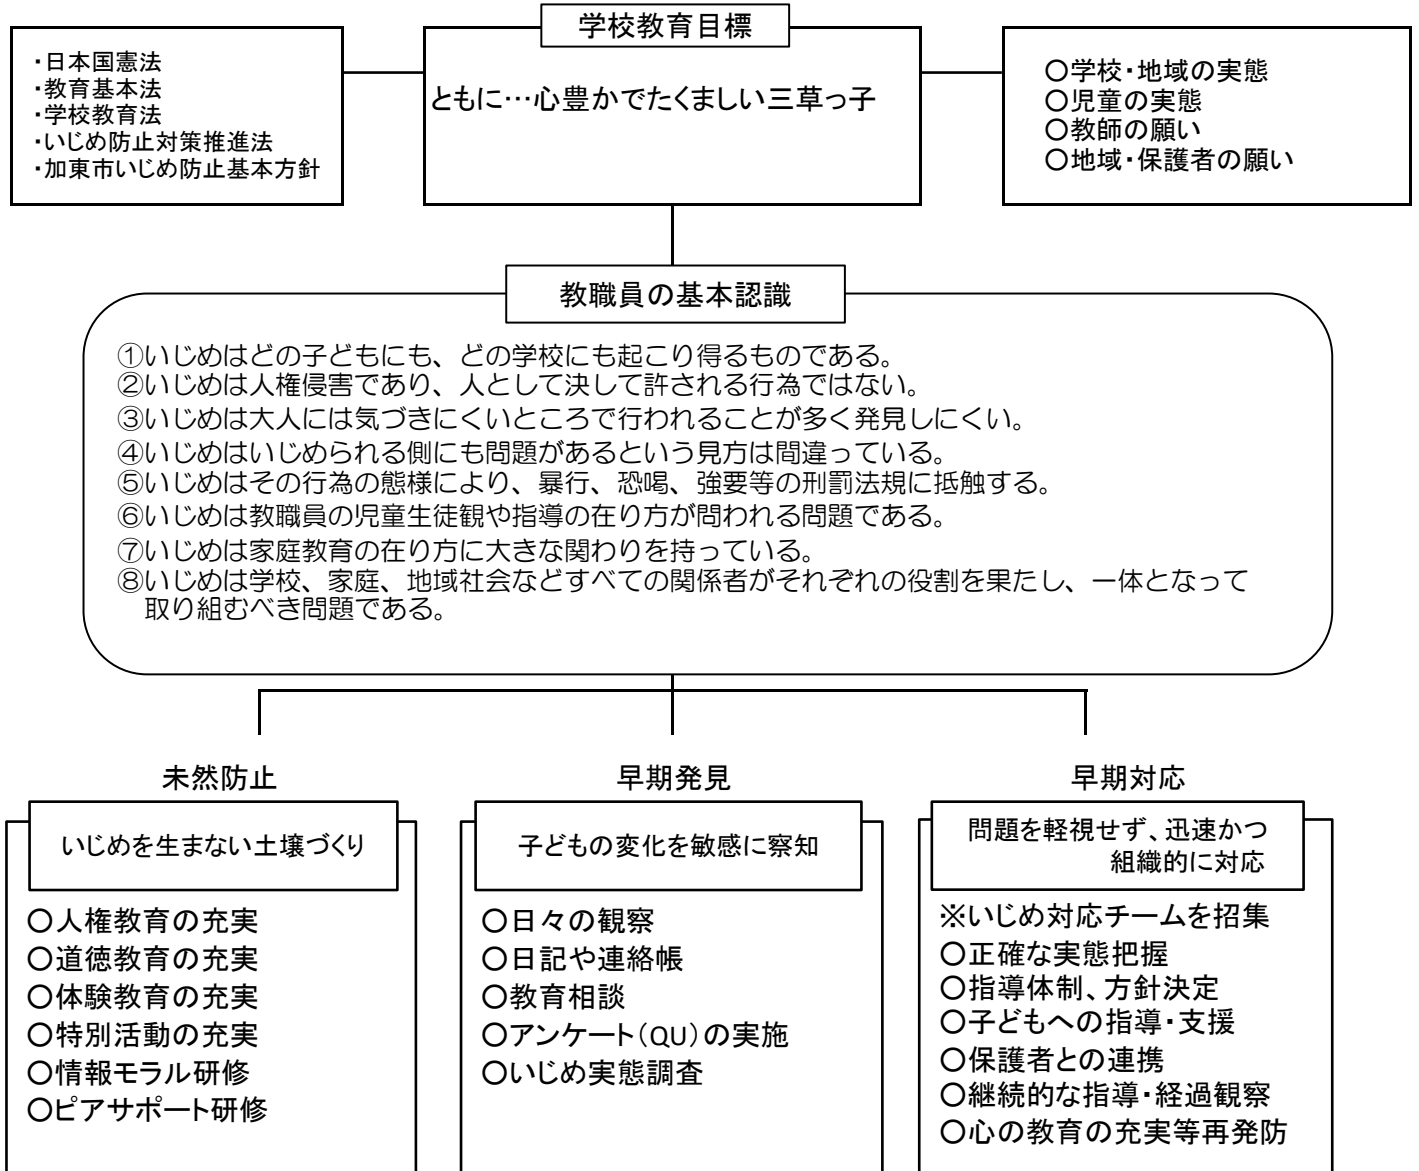 学校教育目標
・日本国憲法
・教育基本法
・学校教育法
・いじめ防止対策推進法
・加東市いじめ防止基本方針
ともに…心豊かでたくましい三草っ子
○学校・地域の実態
○児童の実態
○教師の願い
○地域・保護者の願い
教職員の基本認識
①いじめはどの子どもにも、どの学校にも起こり得るものである。
②いじめは人権侵害であり、人として決して許される行為ではない。
③いじめは大人には気づきにくいところで行われることが多く発見しにくい。
④いじめはいじめられる側にも問題があるという見方は間違っている。
⑤いじめはその行為の態様により、暴行、恐喝、強要等の刑罰法規に抵触する。
⑥いじめは教職員の児童生徒観や指導の在り方が問われる問題である。
⑦いじめは家庭教育の在り方に大きな関わりを持っている。
⑧いじめは学校、家庭、地域社会などすべての関係者がそれぞれの役割を果たし、一体となって
取り組むべき問題である。
未然防止
いじめを生まない土壌づくり
○人権教育の充実
○道徳教育の充実
○体験教育の充実
○特別活動の充実
○情報モラル研修
○ピアサポート研修
早期発見
子どもの変化を敏感に察知
○日々の観察
○日記や連絡帳
○教育相談
○アンケート（QU）の実施
○いじめ実態調査
早期対応
問題を軽視せず、迅速かつ
組織的に対応
※いじめ対応チームを招集
○正確な実態把握
○指導体制、方針決定
○子どもへの指導・支援
○保護者との連携
○継続的な指導・経過観察
○心の教育の充実等再発防